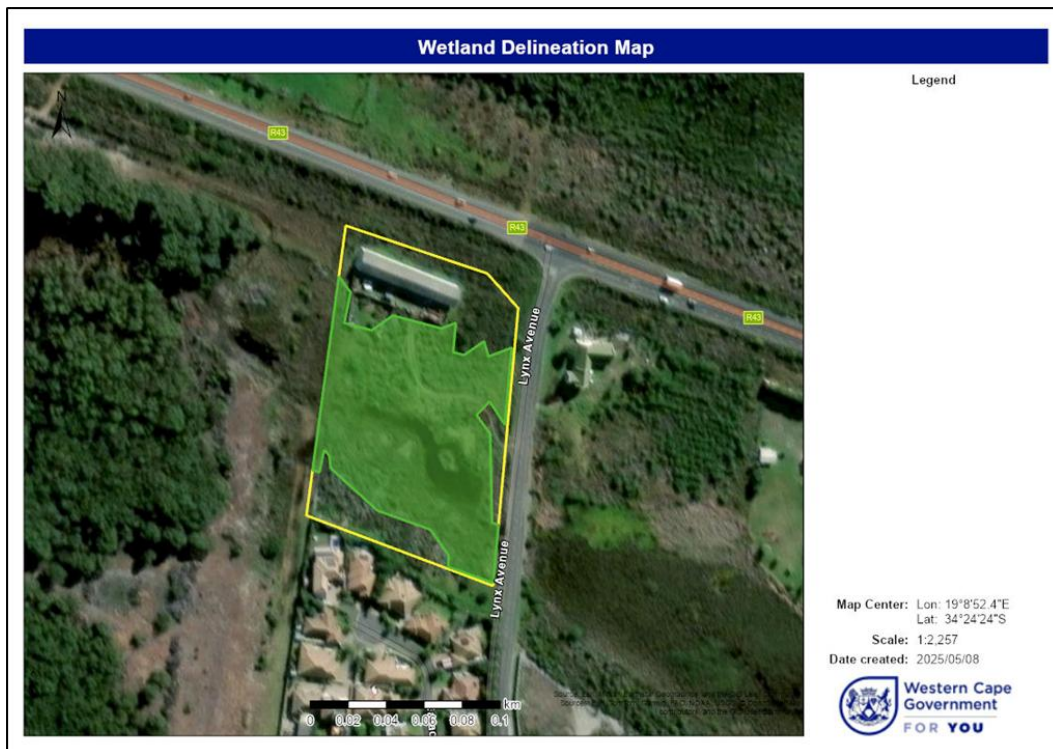 Wetland Delineation Map
Legend
R43
R43
R43
Lynx Avenue
Lynx Avenue
0 0.02 0.04 0.06 0.08 0.1 km
Map Center: Lon: 19°8'52.4"E
Lat: 34°24'24"S
Scale: 1:2,257
Date created: 2025/05/08
Western Cape
Government
FOR YOU